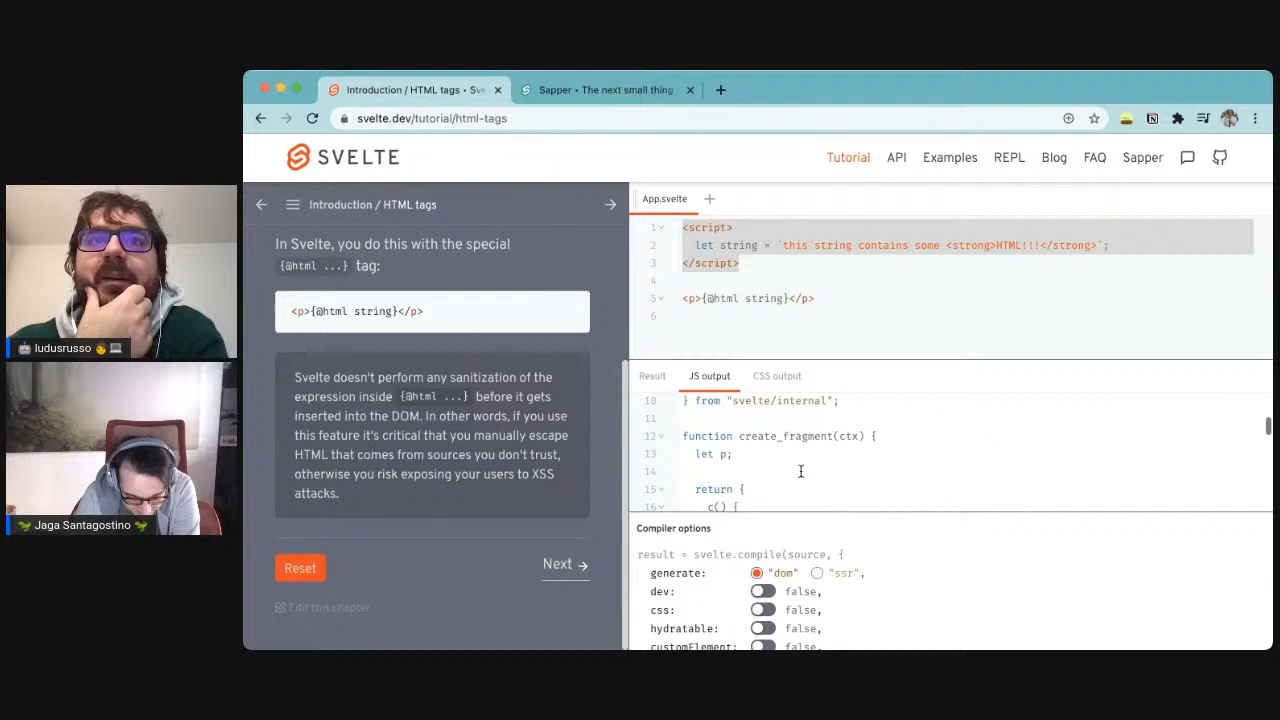 Introduction / HTML tags • Sve
Sapper • The next small thing
svelte.dev/tutorial/html-tags
SVELTE
Tutorial
API
Examples
REPL
Blog
FAQ
Sapper
Introduction / HTML tags
In Svelte, you do this with the special
{@html ...} tag:
<p>{@html string}</p>
Svelte doesn't perform any sanitization of the
expression inside {@html ...} before it gets
inserted into the DOM. In other words, if you use
this feature it's critical that you manually escape
HTML that comes from sources you don't trust,
otherwise you risk exposing your users to XSS
attacks.
Reset
Next
Edit this chapter
App.svelte
1 <script>
2 let string = `this string contains some <strong>HTML!!!</strong>`;
3 </script>
4
5 <p>{@html string}</p>
6
Result
JS output
CSS output
10 } from "svelte/internal";
11
12 function create_fragment(ctx) {
13 let p;
14
15 return {
16 c() {
Compiler options
result = svelte.compile(source, {
generate: "dom" "ssr",
dev: false,
css: false,
hydratable: false,
customElement: false,
ludusrusso
Jaga Santagostino